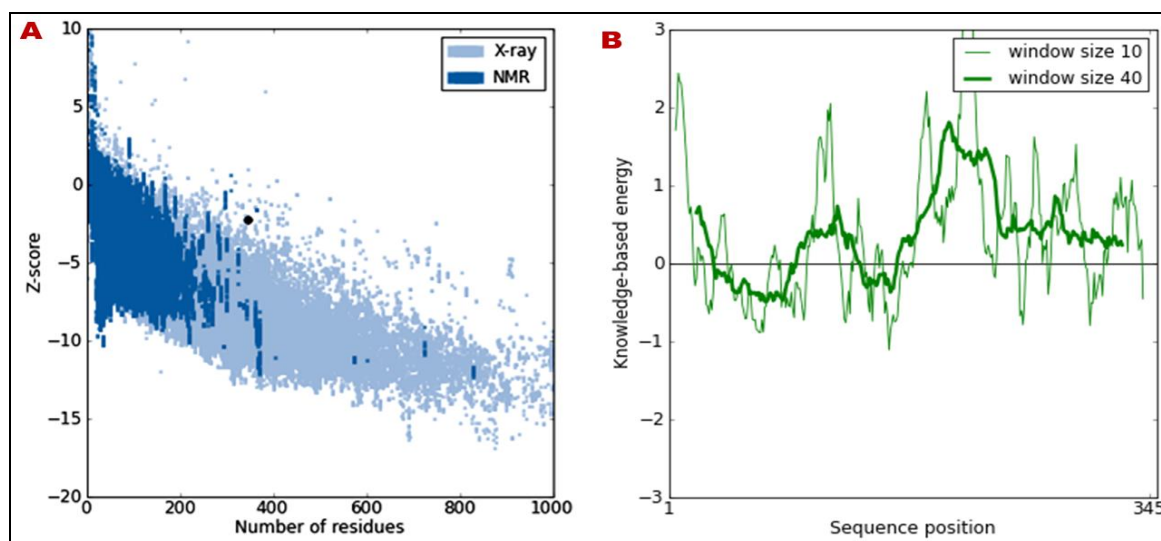 A
10
5
0
−5
−10
−15
−20
Z-score
0
200
400
600
800
1000
Number of residues
X-ray
NMR
B
3
2
1
0
−1
−2
−3
Knowledge-based energy
1
345
Sequence position
window size 10
window size 40